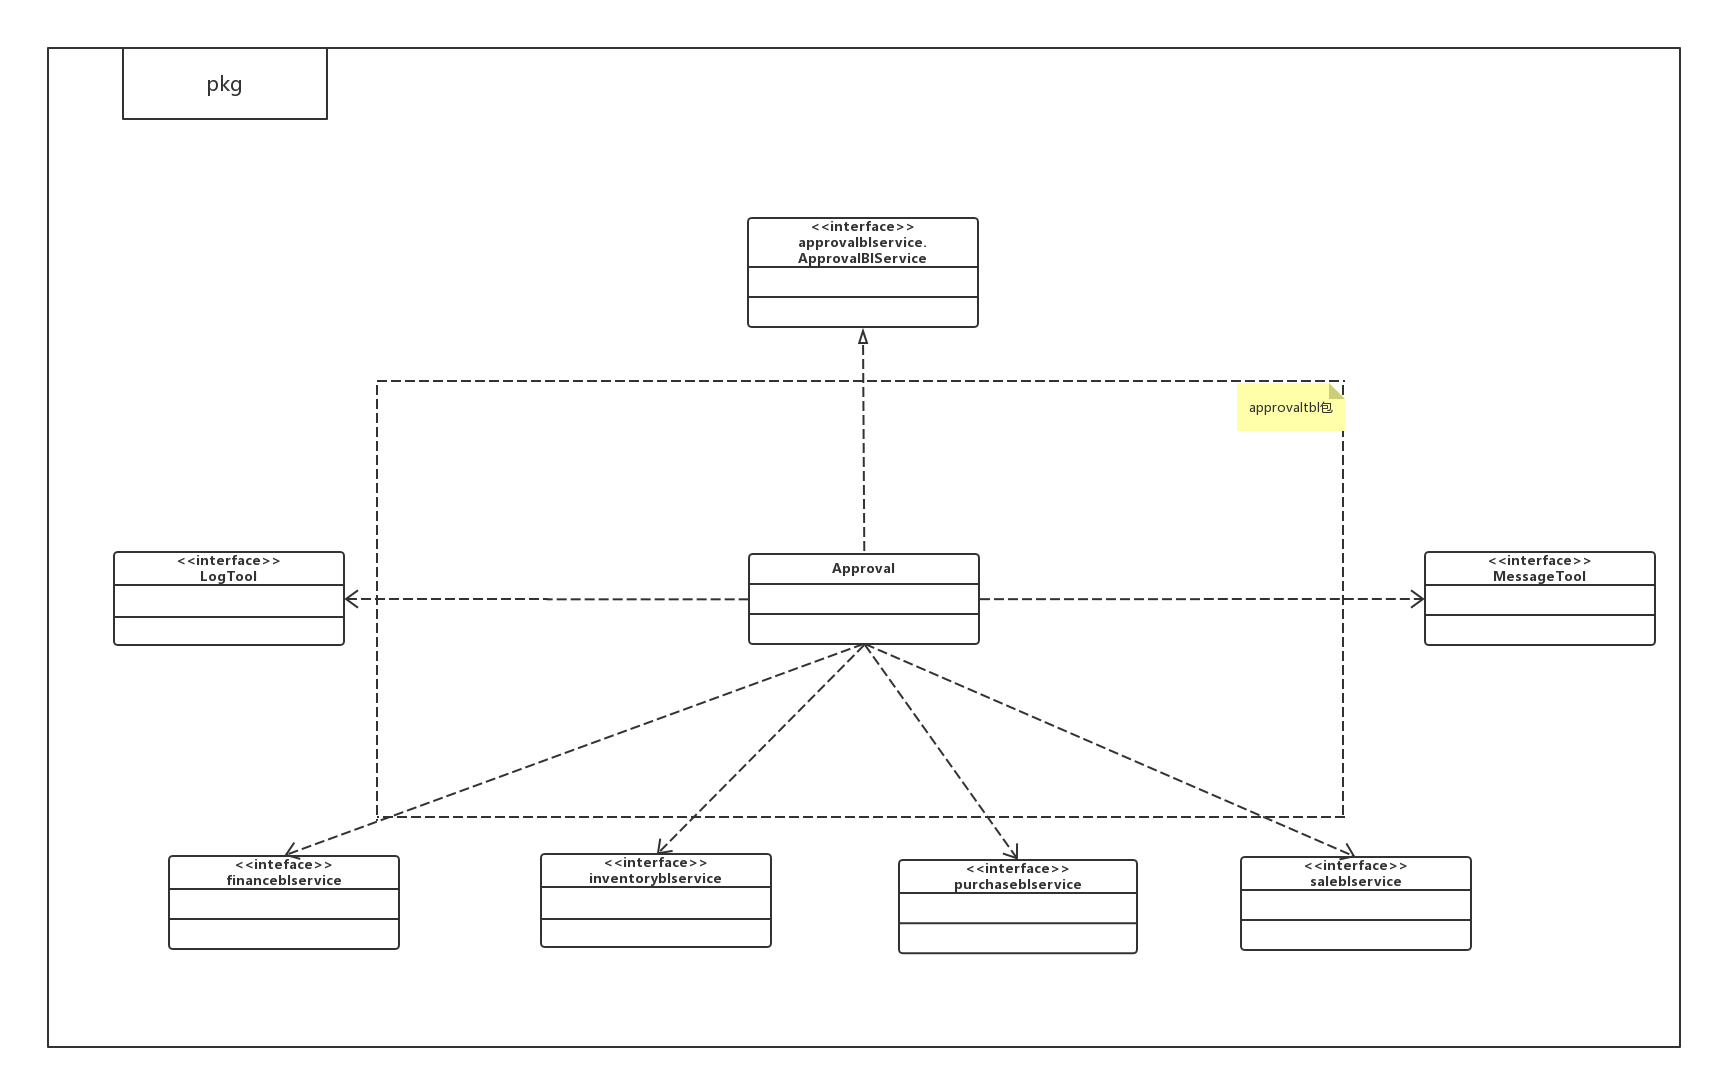 pkg
<<interface>>
approvalblservice.
ApprovalBlService
approvaltbl包
<<interface>>
LogTool
Approval
<<interface>>
MessageTool
<<inteface>>
financeblservice
<<interface>>
inventoryblservice
<<interface>>
purchaseblservice
<<interface>>
saleblservice